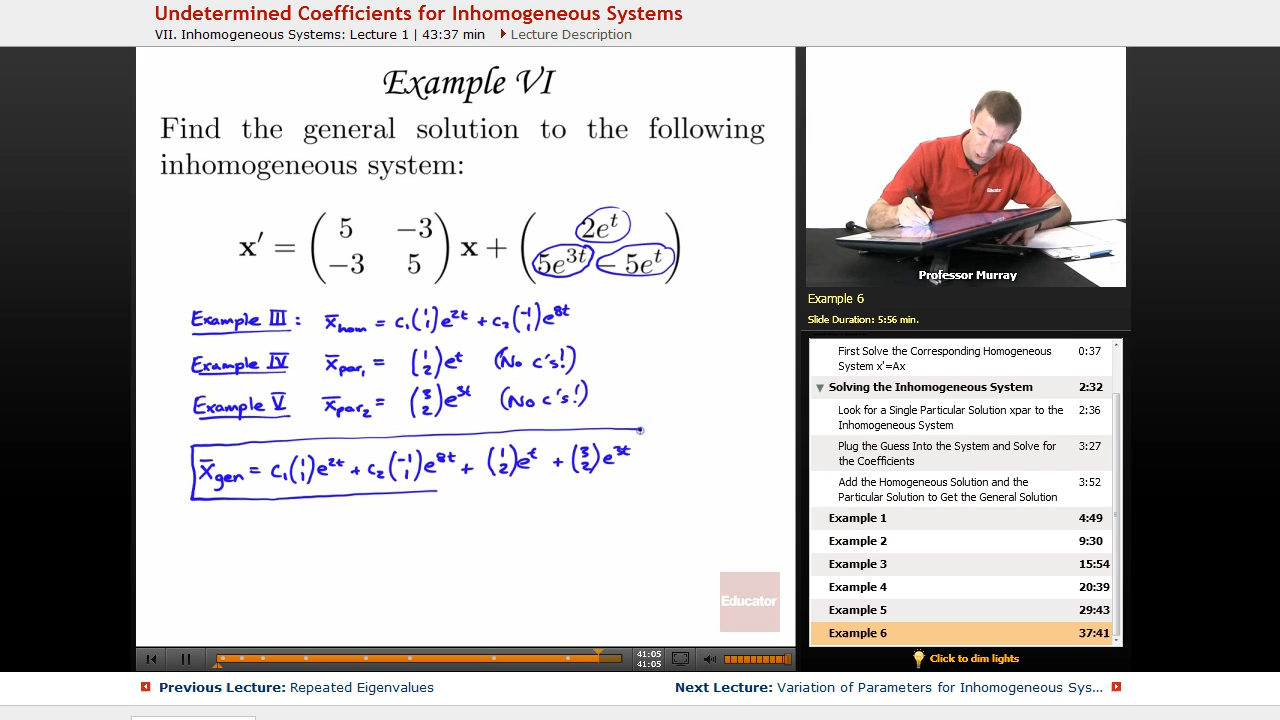 Undetermined Coefficients for Inhomogeneous Systems
VII. Inhomogeneous Systems: Lecture 1 | 43:37 min
Lecture Description
Example VI
Find the general solution to the following
inhomogeneous system:
x′ = ( 5 −3 ; −3 5 ) x + ( 2e^t ; 5e^{3t} − 5e^t )
Example III : x̄_hom = c₁(1 1)e^{2t} + c₂(-1 1)e^{8t}
Example IV x̄_par₁ = (1 2)e^t (No c's!)
Example V x̄_par₂ = (3 2)e^{3t} (No c's!)
x̄_gen = c₁(1 1)e^{2t} + c₂(-1 1)e^{8t} + (1 2)e^t + (3 2)e^{3t}
Educator
41:05
41:05
Educator
Professor Murray
Example 6
Slide Duration: 5:56 min.
First Solve the Corresponding Homogeneous 0:37
System x'=Ax
Solving the Inhomogeneous System 2:32
Look for a Single Particular Solution xpar to the 2:36
Inhomogeneous System
Plug the Guess Into the System and Solve for 3:27
the Coefficients
Add the Homogeneous Solution and the 3:52
Particular Solution to Get the General Solution
Example 1 4:49
Example 2 9:30
Example 3 15:54
Example 4 20:39
Example 5 29:43
Example 6 37:41
Click to dim lights
Previous Lecture: Repeated Eigenvalues
Next Lecture: Variation of Parameters for Inhomogeneous Sys...